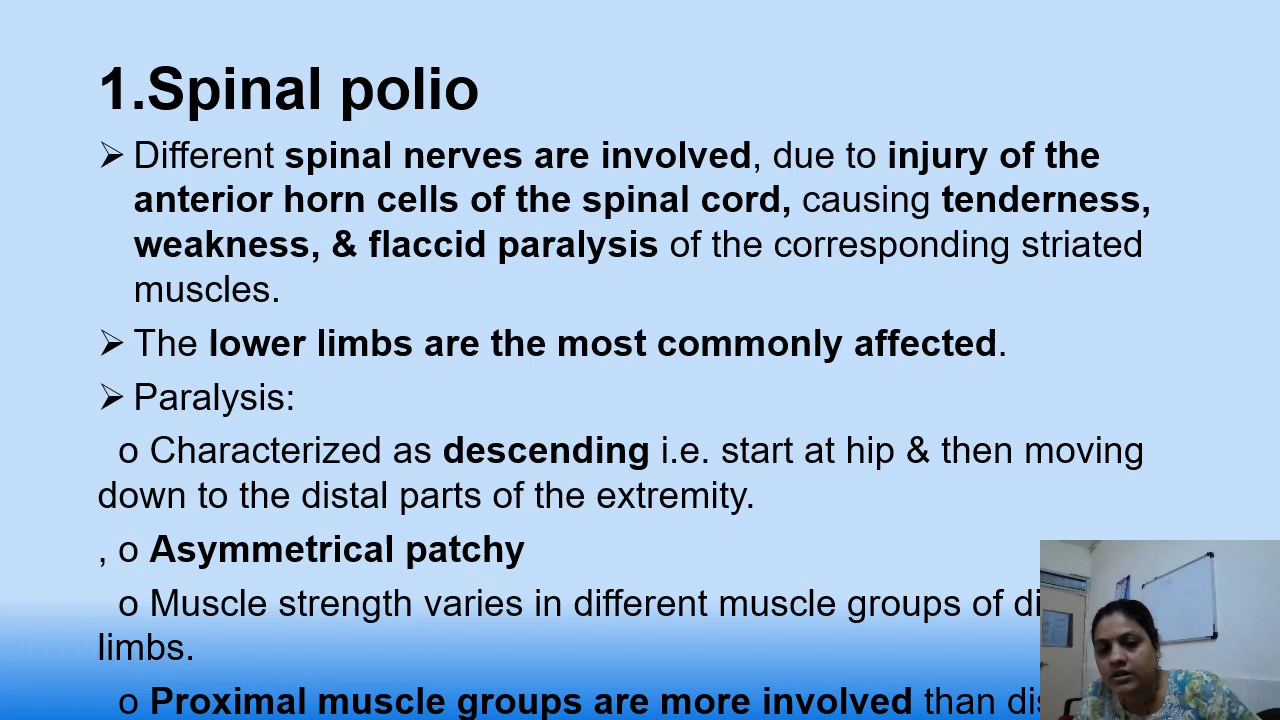 1.Spinal polio
➢ Different spinal nerves are involved, due to injury of the
anterior horn cells of the spinal cord, causing tenderness,
weakness, & flaccid paralysis of the corresponding striated
muscles.
➢ The lower limbs are the most commonly affected.
➢ Paralysis:
o Characterized as descending i.e. start at hip & then moving
down to the distal parts of the extremity.
, o Asymmetrical patchy
o Muscle strength varies in different muscle groups of
limbs.
o Proximal muscle groups are more involved than